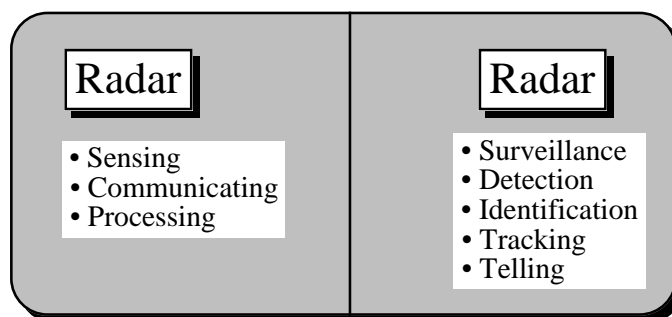 Radar
• Sensing
• Communicating
• Processing
Radar
• Surveillance
• Detection
• Identification
• Tracking
• Telling